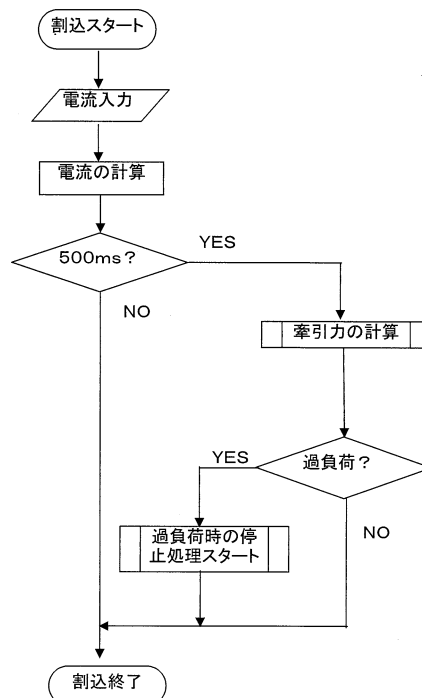 割込スタート
電流入力
電流の計算
500ms？
YES
NO
牽引力の計算
過負荷？
YES
NO
過負荷時の停
止処理スタート
割込終了